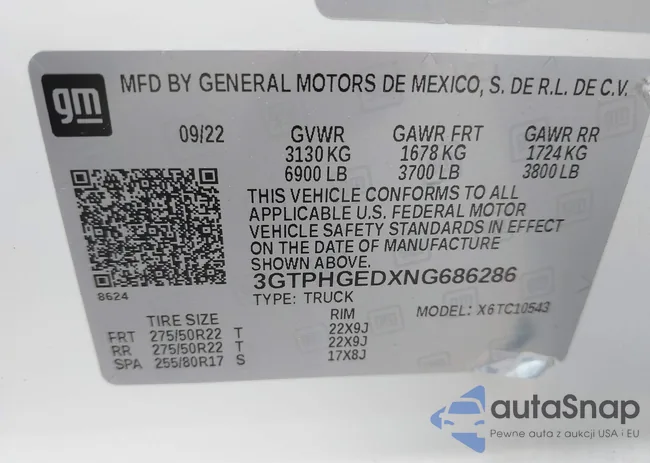 gm
MFD BY GENERAL MOTORS DE MEXICO, S. DE R.L. DE C.V.
09/22 GVWR GAWR FRT GAWR RR
3130 KG 1678 KG 1724 KG
6900 LB 3700 LB 3800 LB
THIS VEHICLE CONFORMS TO ALL
APPLICABLE U.S. FEDERAL MOTOR
VEHICLE SAFETY STANDARDS IN EFFECT
ON THE DATE OF MANUFACTURE
SHOWN ABOVE.
8624 3GTPHGEDXNG686286
TYPE: TRUCK MODEL: X6TC10543
TIRE SIZE RIM
FRT 275/50R22 T 22X9J
RR 275/50R22 T 22X9J
SPA 255/80R17 S 17X8J
autaSnap
Pewne auta z aukcji USA i EU